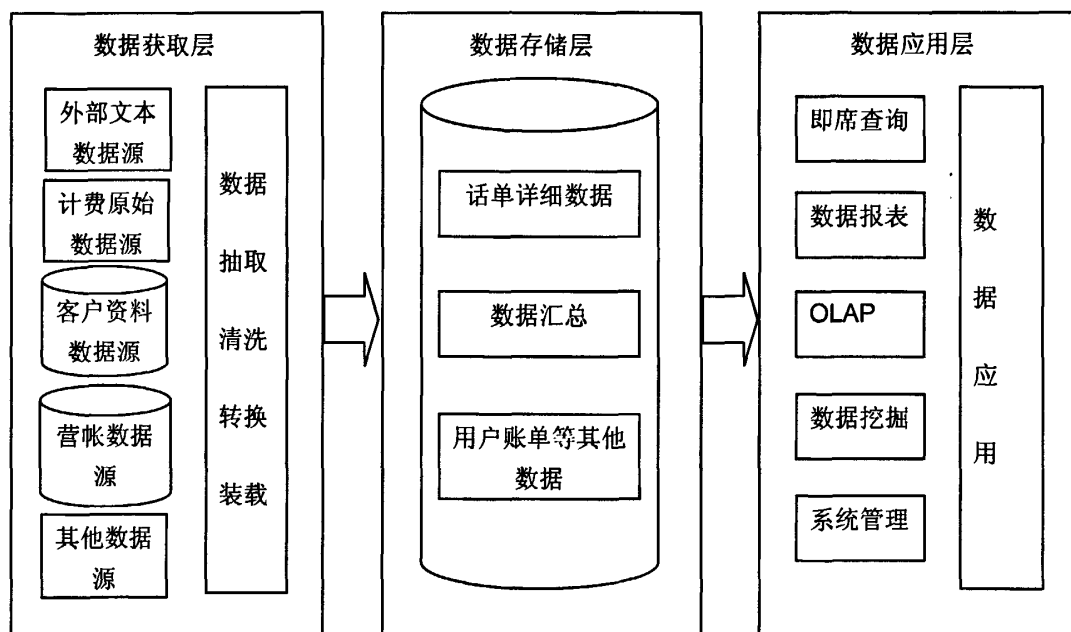 数据获取层
外部文本
数据源
计费原始
数据源
客户资料
数据源
营帐数据
源
其他数据
源
数据
抽取
清洗
转换
装载
数据存储层
话单详细数据
数据汇总
用户账单等其他
数据
数据应用层
即席查询
数据报表
OLAP
数据挖掘
系统管理
数
据
应
用